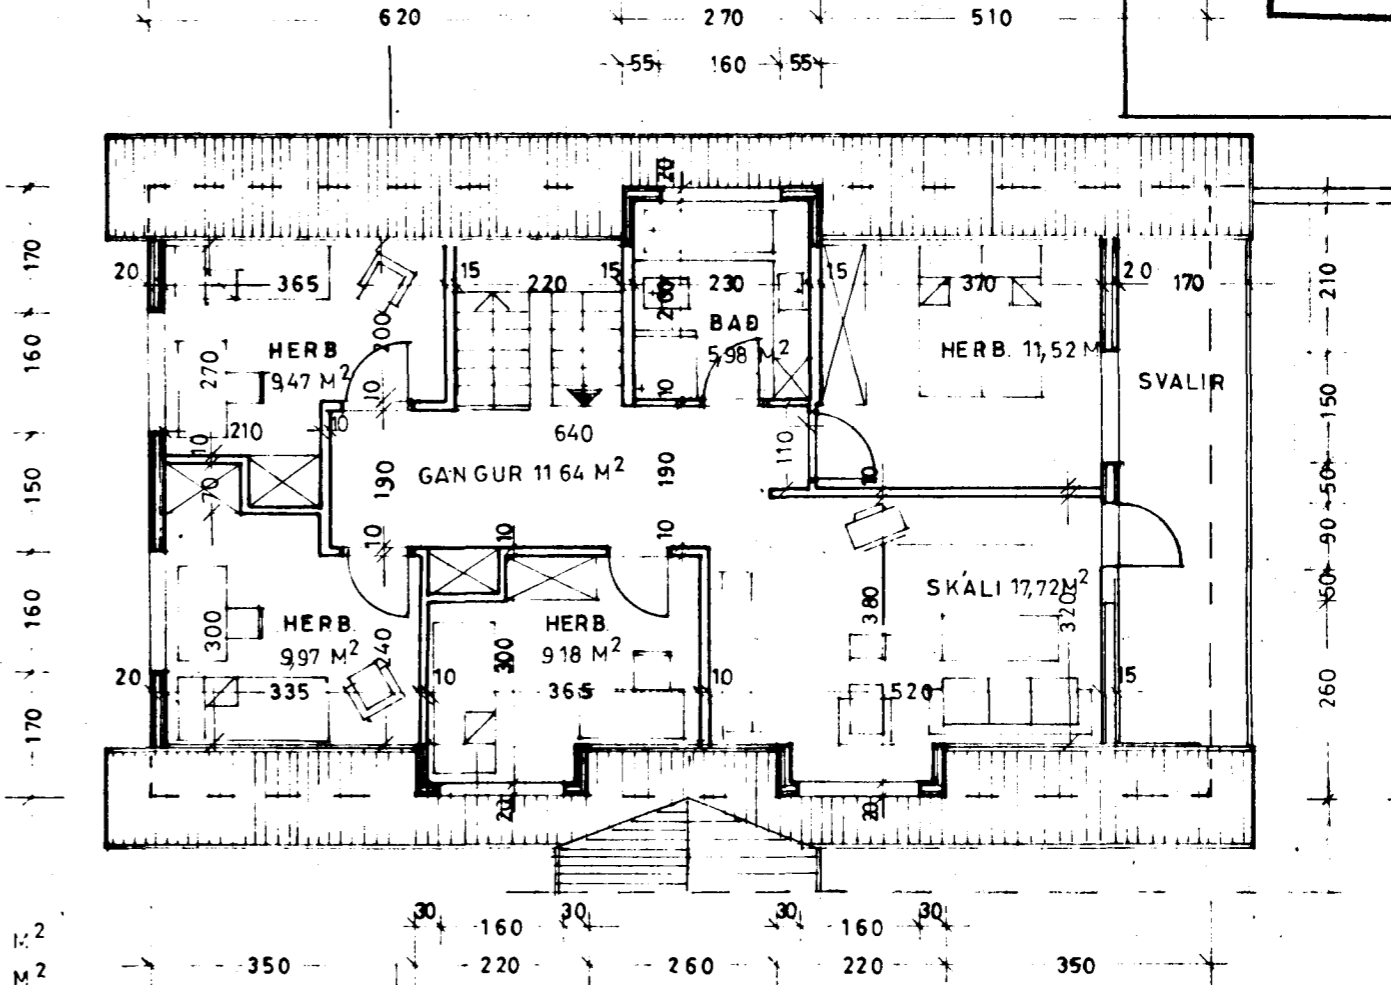 620 270 510
55 160 55
20
170
20 365 15 220 15 200 230 15 370 20 170 210
200
BAÐ
5,98 M²
160 270 HERB
9,47 M²
HERB. 11,52 M
SVALIR
10 10 150
210 10 640 110
10
GANGUR 11 64 M² 190 190
150 70 10 50
10 10 10 90
SKÁLI 17,72 M²
380 320 50
160 300 HERB.
9,97 M²
240
HERB.
9 18 M²
300
20 335 10 365 10 520 15 260
170
20 20
30 160 30 30 160 30
M²
M²
350 220 260 220 350